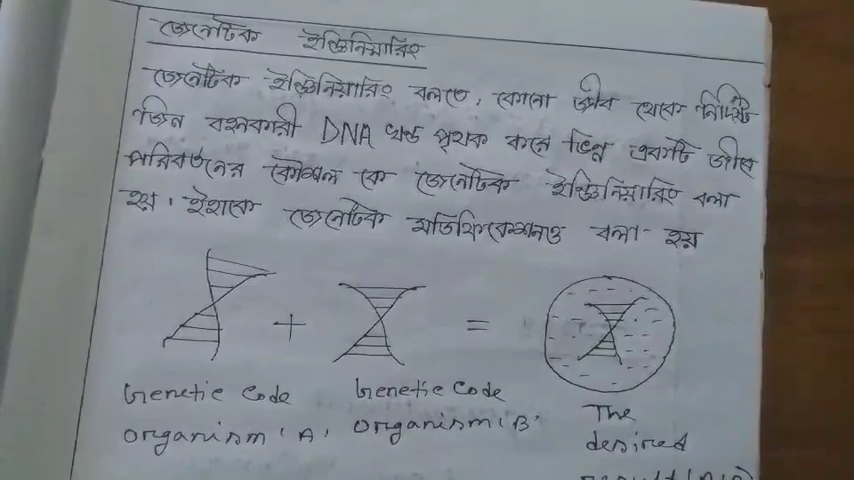 জেনেটিক ইঞ্জিনিয়ারিং
জেনেটিক ইঞ্জিনিয়ারিং বলতে, কোনো জীব থেকে নির্দিষ্ট
জিন বহনকারী DNA খন্ড পৃথক করে ভিন্ন একটি জীবে
পরিবর্তনের কৌশল কে জেনেটিক ইঞ্জিনিয়ারিং বলা
হয়। ইহাকে জেনেটিক মডিফিকেশনও বলা হয়
+ =
Genetic Code Genetic Code The
organism 'A' organism 'B' desired